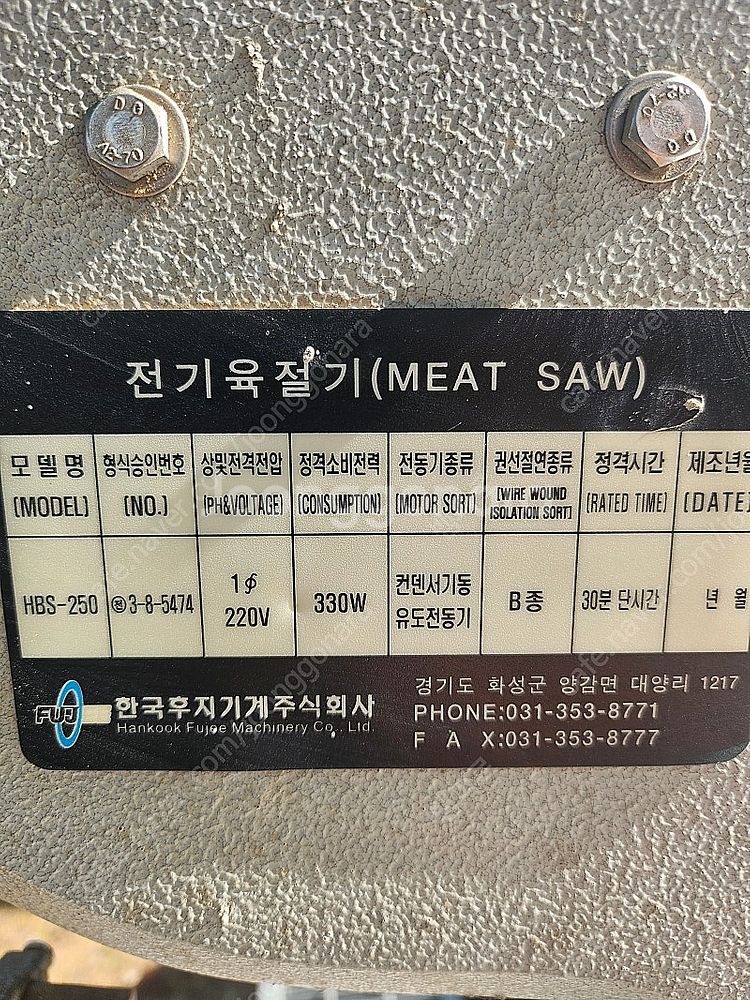 D.G
A2-70
A2-70
D.G
전기육절기(MEAT SAW)
모델명 형식승인번호 상및전격전압 정격소비전력 전동기종류 권선절연종류 정격시간 제조년월
(MODEL) (NO.) (PH&VOLTAGE) (CONSUMPTION) (MOTOR SORT) (WIRE WOUND ISOLATION SORT) (RATED TIME) (DATE)
HBS-250 3-8-5474 1∮ 220V 330W 컨덴서기동 유도전동기 B종 30분 단시간 년 월
FUJ 한국후지기계주식회사
Hankook Fujee Machinery Co., Ltd.
경기도 화성군 양감면 대양리 1217
PHONE:031-353-8771
F A X:031-353-8777